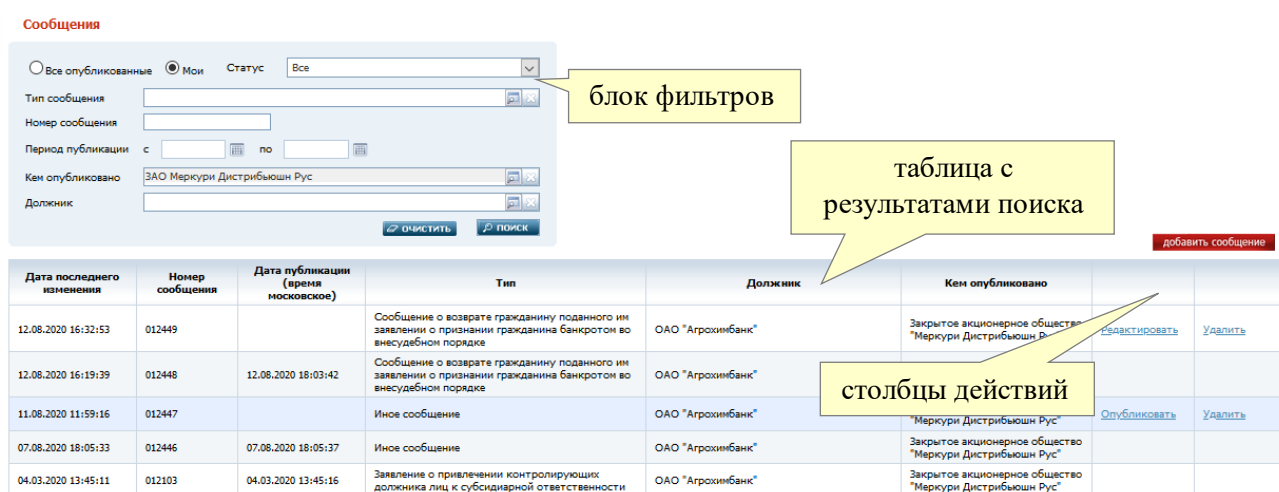 Сообщения
Все опубликованные Мои Статус Все
Тип сообщения
Номер сообщения
Период публикации с по
Кем опубликовано ЗАО Меркури Дистрибьюшн Рус
Должник
очистить поиск
блок фильтров
таблица с
результатами поиска
добавить сообщение
Дата последнего
изменения
Номер
сообщения
Дата публикации
(время
московское)
Тип
Должник
Кем опубликовано
12.08.2020 16:32:53
012449
Сообщение о возврате гражданину поданного им
заявлении о признании гражданина банкротом во
внесудебном порядке
ОАО "Агрохимбанк"
Закрытое акционерное общество
"Меркури Дистрибьюшн Рус"
Редактировать
Удалить
12.08.2020 16:19:39
012448
12.08.2020 18:03:42
Сообщение о возврате гражданину поданного им
заявлении о признании гражданина банкротом во
внесудебном порядке
ОАО "Агрохимбанк"
столбцы действий
11.08.2020 11:59:16
012447
Иное сообщение
ОАО "Агрохимбанк"
"Меркури Дистрибьюшн Рус"
Опубликовать
Удалить
07.08.2020 18:05:33
012446
07.08.2020 18:05:37
Иное сообщение
ОАО "Агрохимбанк"
Закрытое акционерное общество
"Меркури Дистрибьюшн Рус"
04.03.2020 13:45:11
012103
04.03.2020 13:45:16
Заявление о привлечении контролирующих
должника лиц к субсидиарной ответственности
ОАО "Агрохимбанк"
Закрытое акционерное общество
"Меркури Дистрибьюшн Рус"